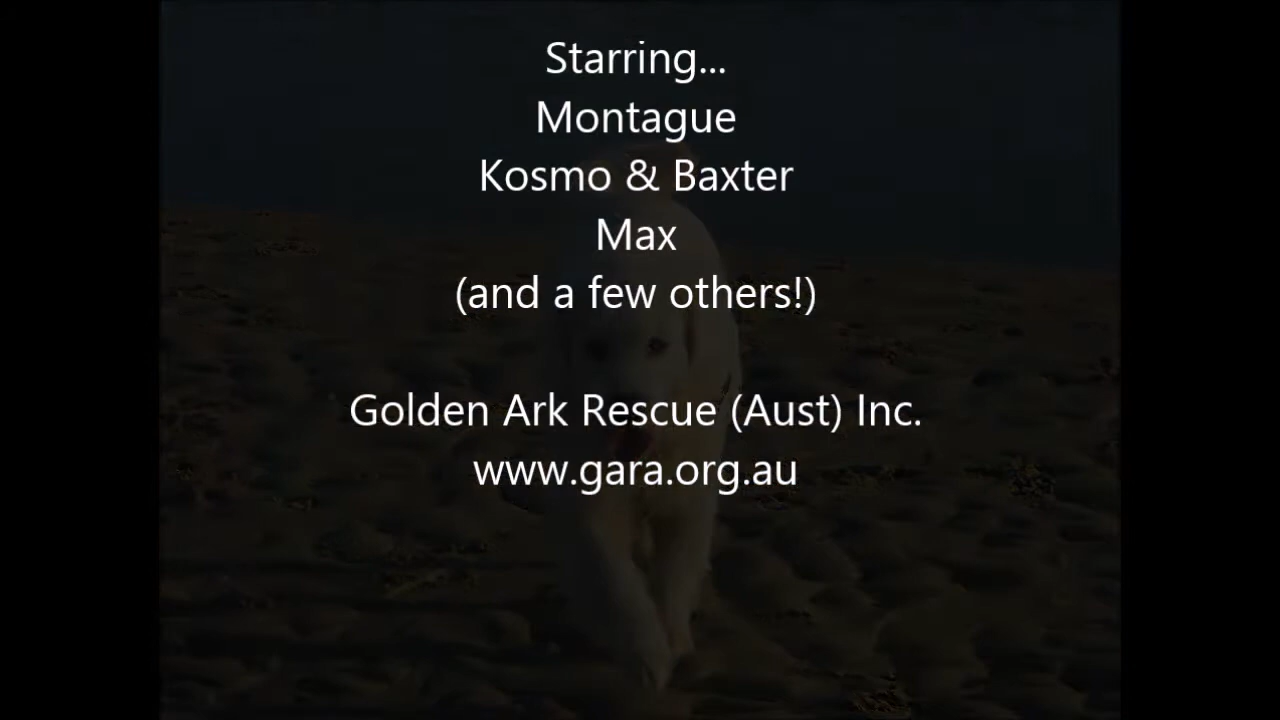 Starring...
Montague
Kosmo & Baxter
Max
(and a few others!)
Golden Ark Rescue (Aust) Inc.
www.gara.org.au